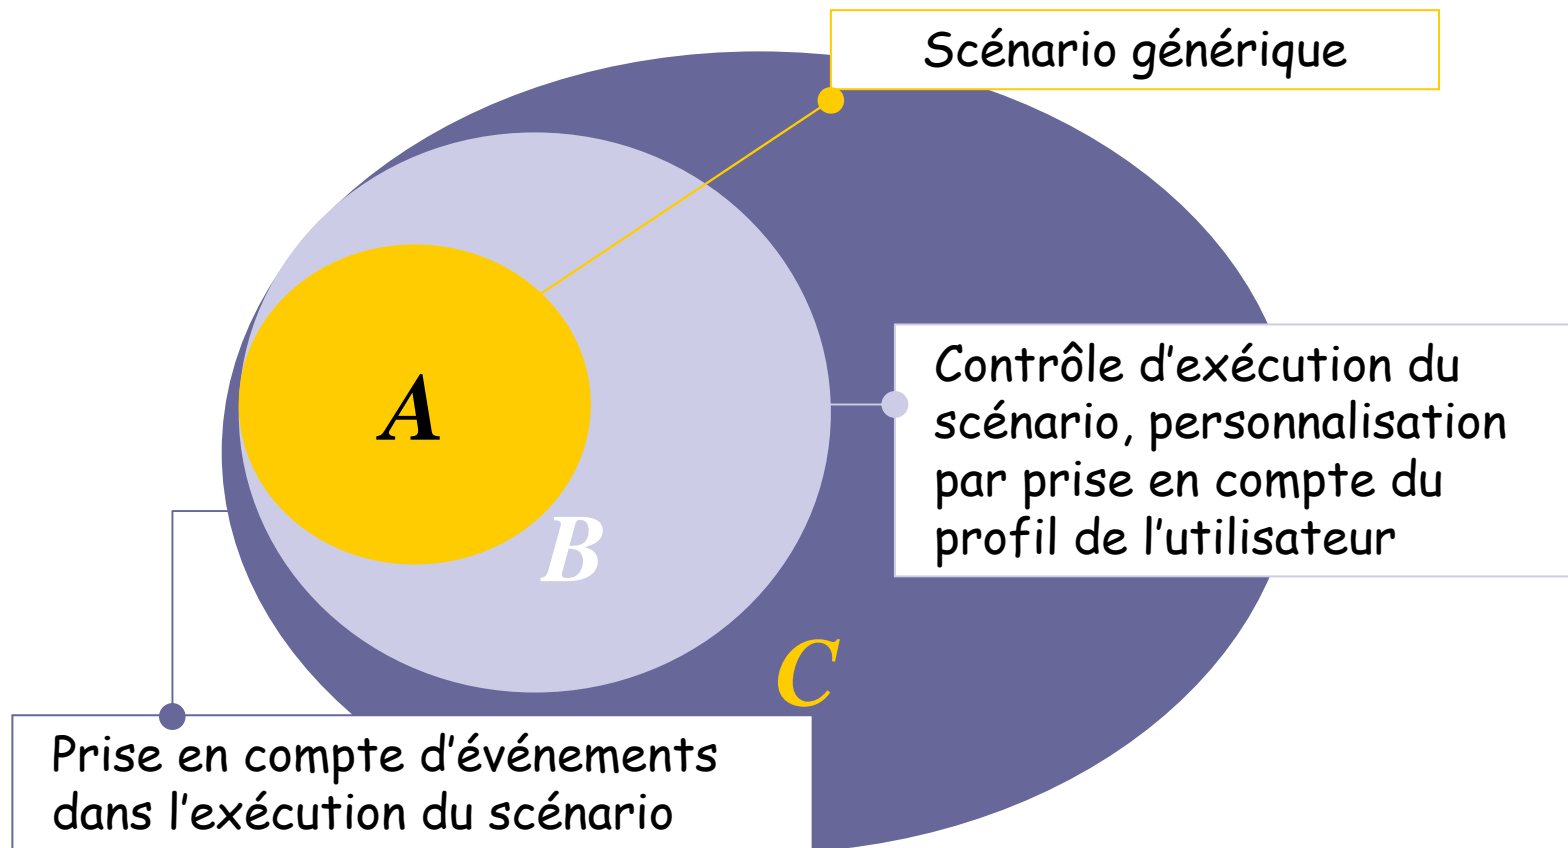 Scénario générique
A
Contrôle d'exécution du
scénario, personnalisation
par prise en compte du
profil de l'utilisateur
B
C
Prise en compte d'événements
dans l'exécution du scénario